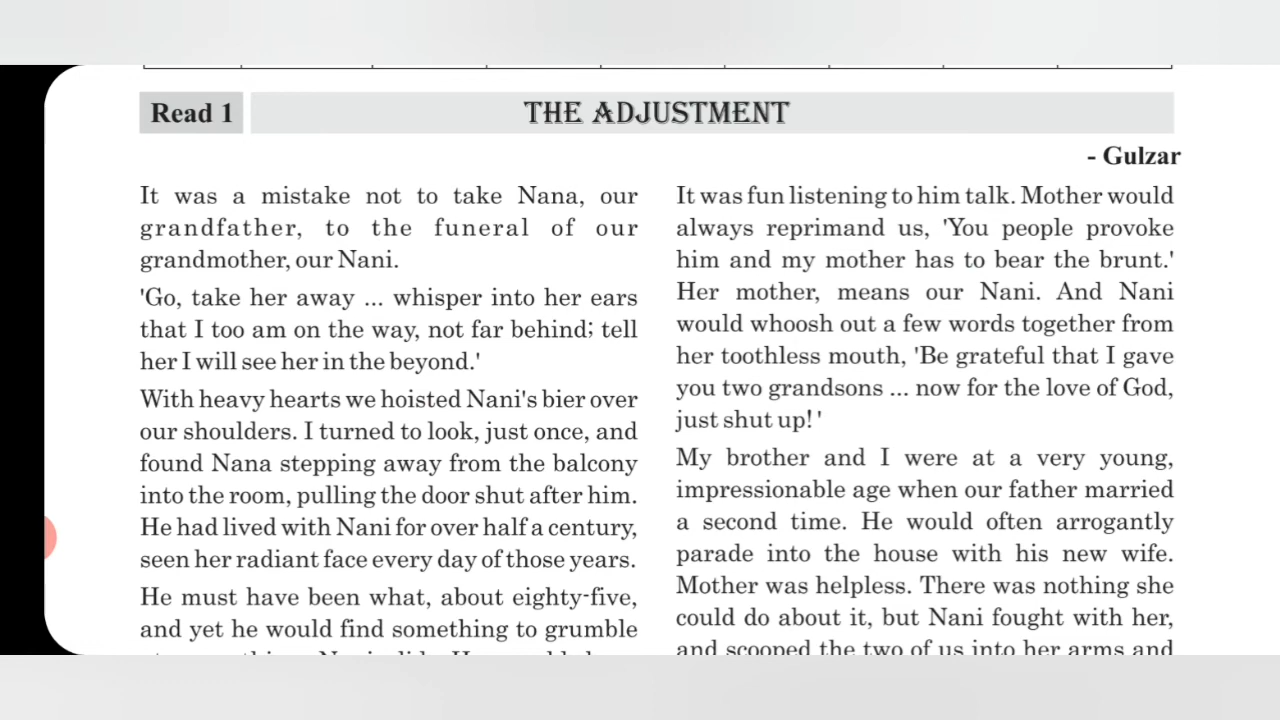 Read 1
THE ADJUSTMENT
- Gulzar
It was a mistake not to take Nana, our
grandfather, to the funeral of our
grandmother, our Nani.
'Go, take her away ... whisper into her ears
that I too am on the way, not far behind; tell
her I will see her in the beyond.'
With heavy hearts we hoisted Nani's bier over
our shoulders. I turned to look, just once, and
found Nana stepping away from the balcony
into the room, pulling the door shut after him.
He had lived with Nani for over half a century,
seen her radiant face every day of those years.
He must have been what, about eighty-five,
and yet he would find something to grumble
It was fun listening to him talk. Mother would
always reprimand us, 'You people provoke
him and my mother has to bear the brunt.'
Her mother, means our Nani. And Nani
would whoosh out a few words together from
her toothless mouth, 'Be grateful that I gave
you two grandsons ... now for the love of God,
just shut up! '
My brother and I were at a very young,
impressionable age when our father married
a second time. He would often arrogantly
parade into the house with his new wife.
Mother was helpless. There was nothing she
could do about it, but Nani fought with her,
and scooped the two of us into her arms and